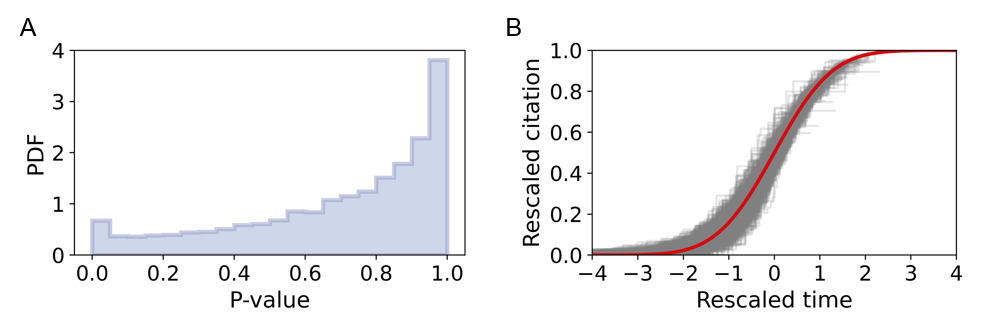 A
B
PDF
4
3
2
1
0
0.0 0.2 0.4 0.6 0.8 1.0
P-value
Rescaled citation
1.0
0.8
0.6
0.4
0.2
0.0
−4 −3 −2 −1 0 1 2 3 4
Rescaled time